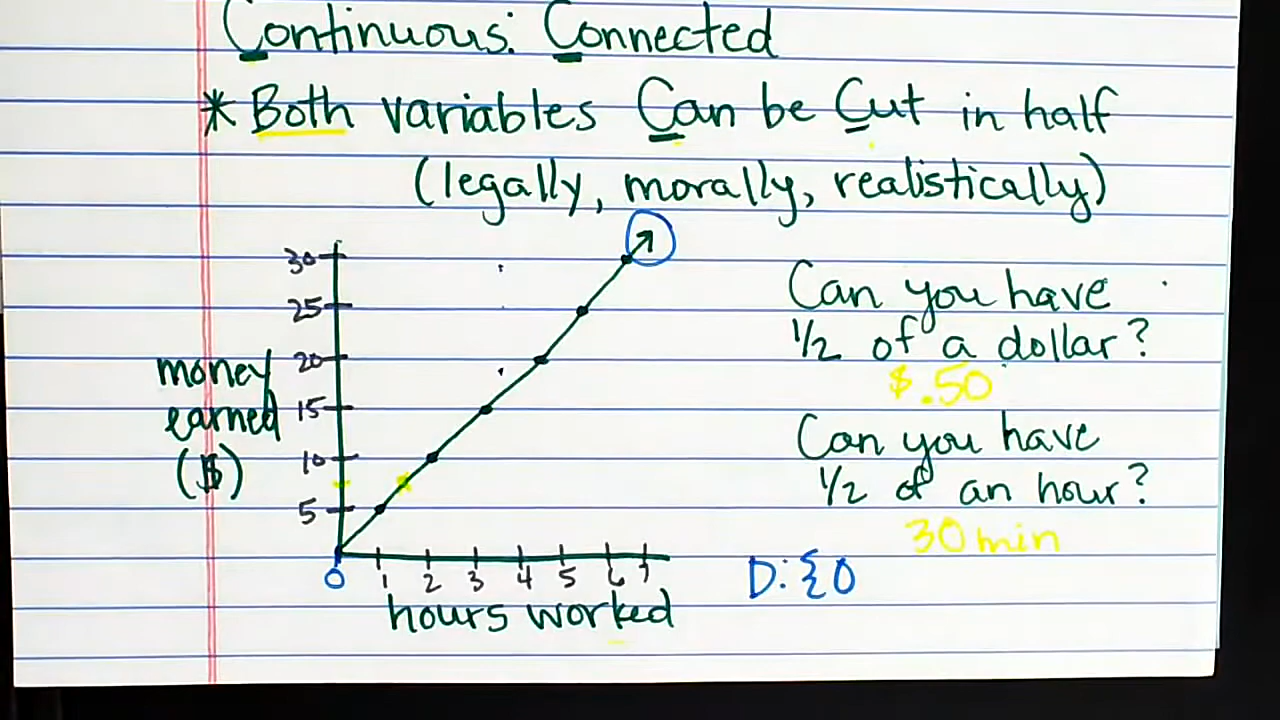 Continuous: Connected
* Both variables Can be Cut in half
(legally, morally, realistically)
30
25
20
15
10
5
money
earned
($)
0
1 2 3 4 5 6 7
hours worked
Can you have
1/2 of a dollar?
$.50
Can you have
1/2 of an hour?
30 min
D: {0